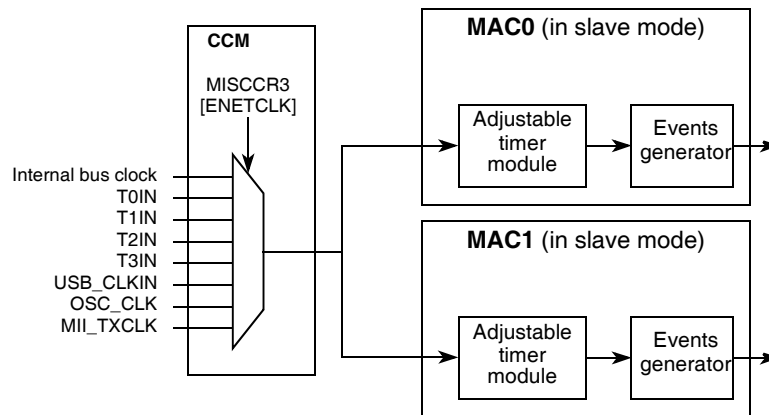 CCM
MISCCR3
[ENETCLK]
Internal bus clock
T0IN
T1IN
T2IN
T3IN
USB_CLKIN
OSC_CLK
MII_TXCLK
MAC0 (in slave mode)
Adjustable
timer
module
Events
generator
MAC1 (in slave mode)
Adjustable
timer
module
Events
generator